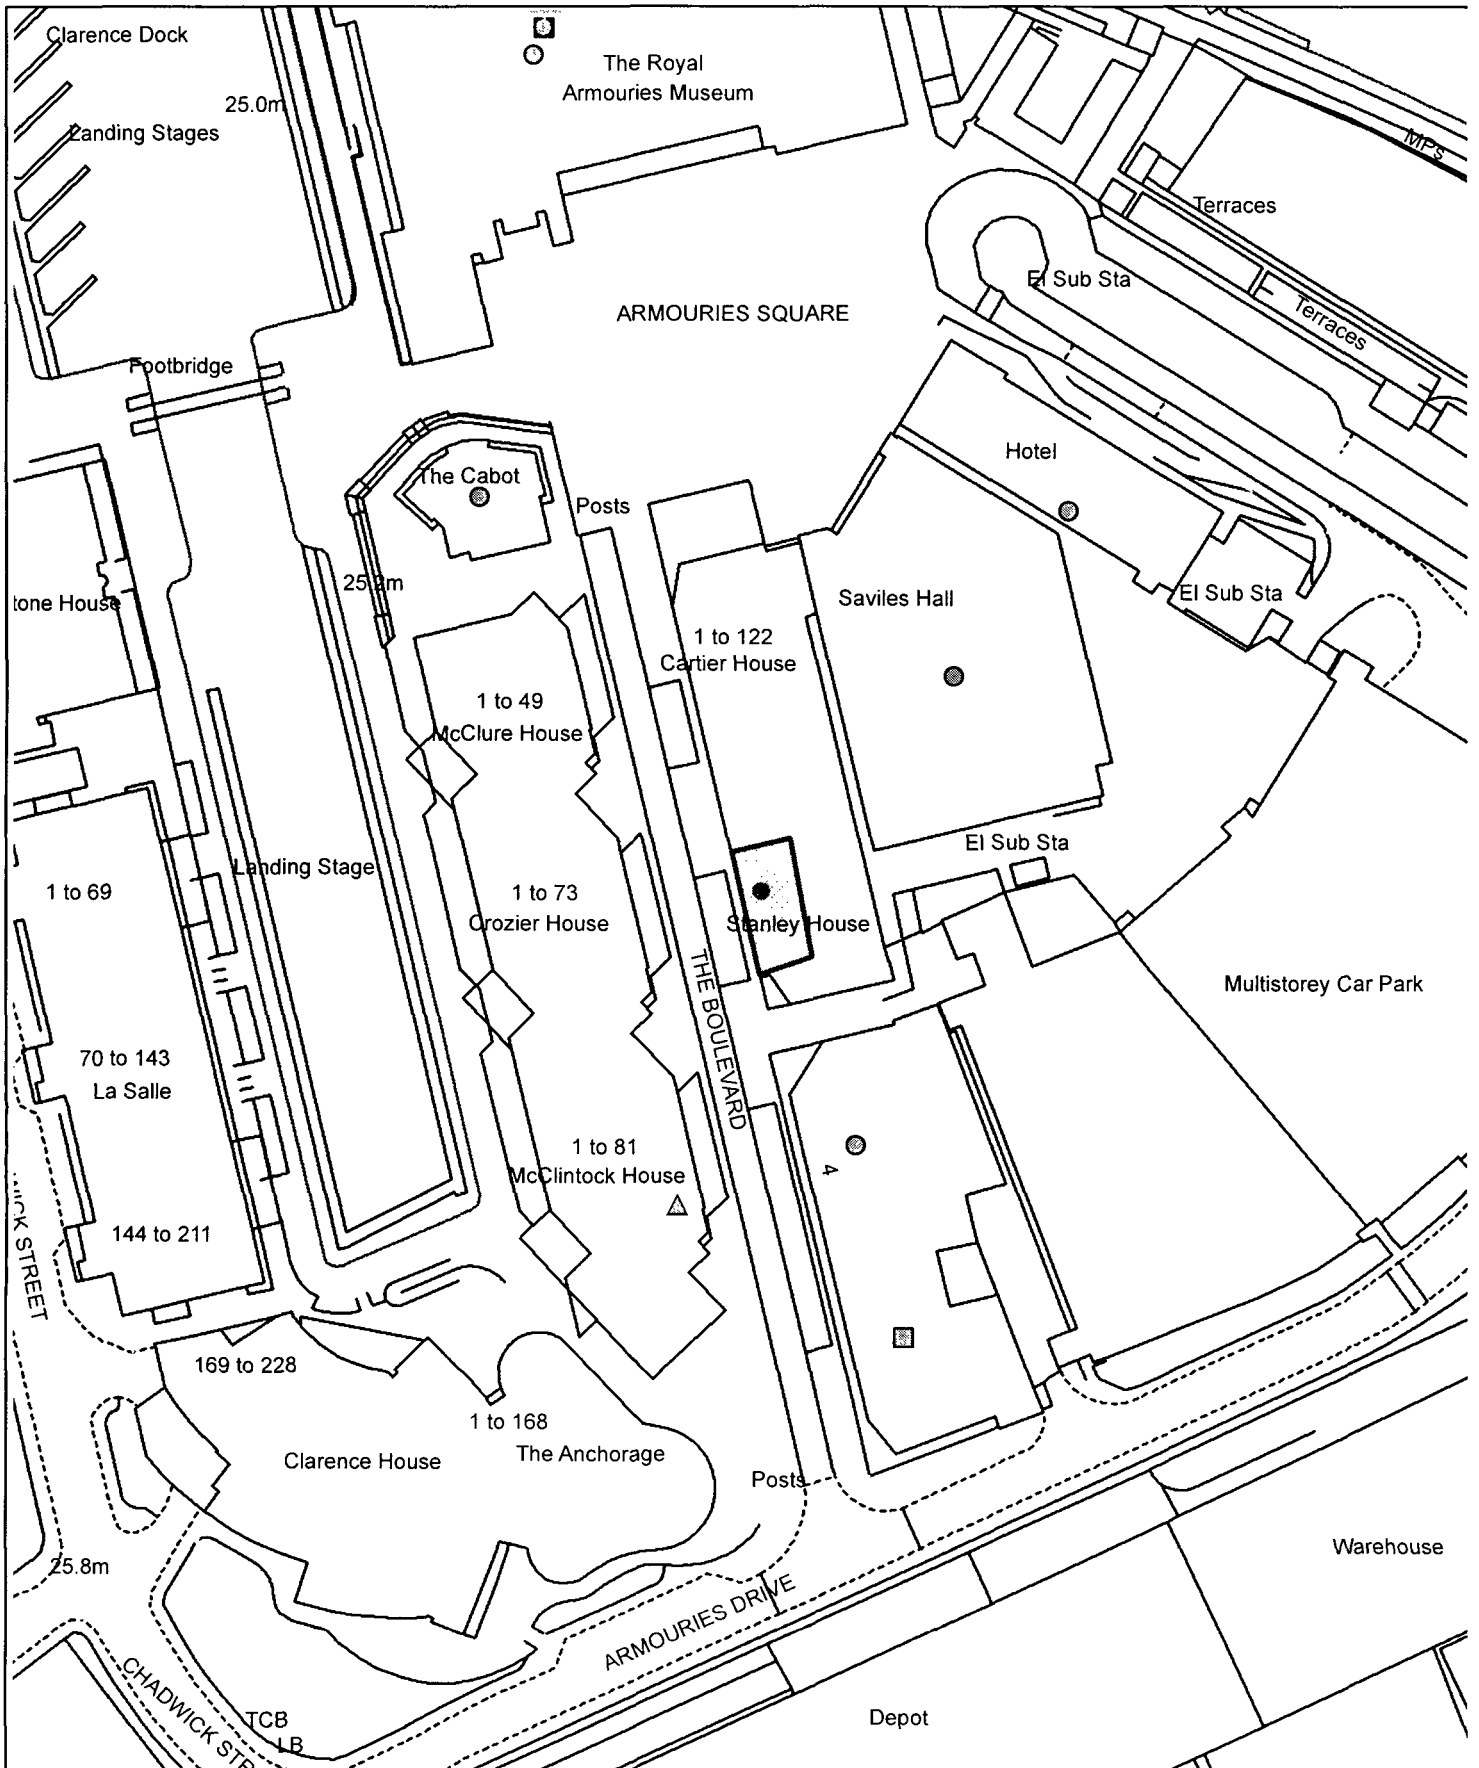 Clarence Dock
The Royal
Armouries Museum
25.0m
Landing Stages
MPs
Terraces
El Sub Sta
ARMOURIES SQUARE
Terraces
Footbridge
Hotel
The Cabot
Posts
25.2m
tone House
Saviles Hall
El Sub Sta
1 to 122
Cartier House
1 to 49
McClure House
El Sub Sta
Landing Stage
1 to 69
1 to 73
Crozier House
Stanley House
THE BOULEVARD
Multistorey Car Park
70 to 143
La Salle
1 to 81
McClintock House
4
144 to 211
WICK STREET
169 to 228
1 to 168
The Anchorage
Clarence House
Posts
Warehouse
25.8m
ARMOURIES DRIVE
CHADWICK STR
TCB
LB
Depot